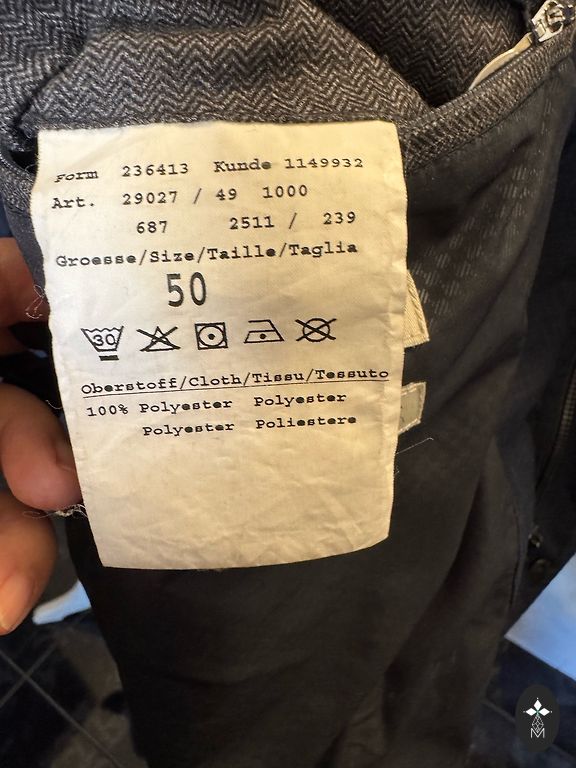 Form 236413 Kunde 1149932
Art. 29027 / 49 1000
687 2511 / 239
Groesse/Size/Taille/Taglia
50
30
Oberstoff/Cloth/Tissu/Tessuto
100% Polyester Polyester
Polyester Poliestere
M